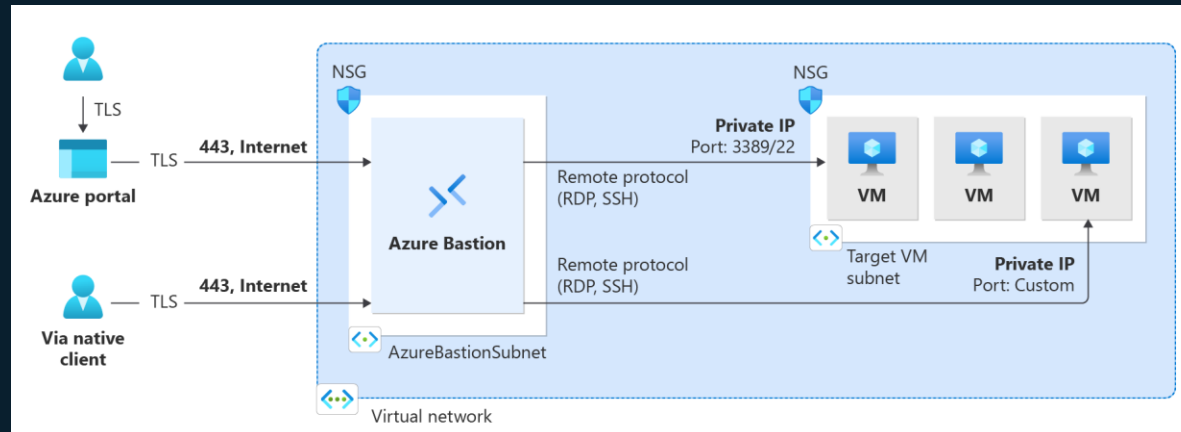 NSG
NSG
TLS
Azure portal
TLS
443, Internet
Azure Bastion
Private IP
Port: 3389/22
Remote protocol
(RDP, SSH)
VM
VM
VM
Target VM
subnet
Via native
client
TLS
443, Internet
Remote protocol
(RDP, SSH)
Private IP
Port: Custom
AzureBastionSubnet
Virtual network